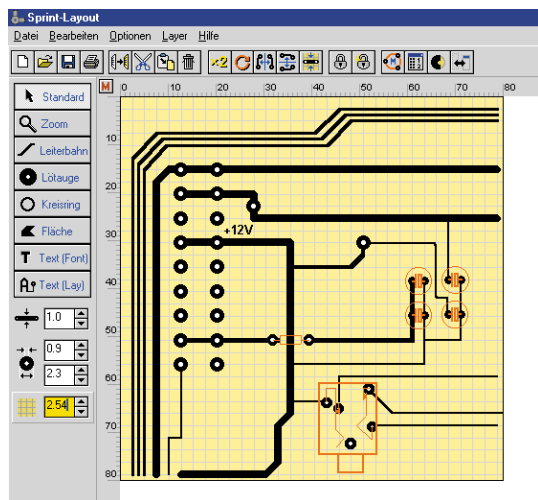 Sprint-Layout
Datei Bearbeiten Optionen Layer Hilfe
×2
M 0 10 20 30 40 50 60 70 80
Standard
Zoom
Leiterbahn
Lötauge
Kreisring
Fläche
T Text (Font)
A Text (Lay)
1.0
0.9
2.3
2.54
10
20
30
40
50
60
70
80
+12V